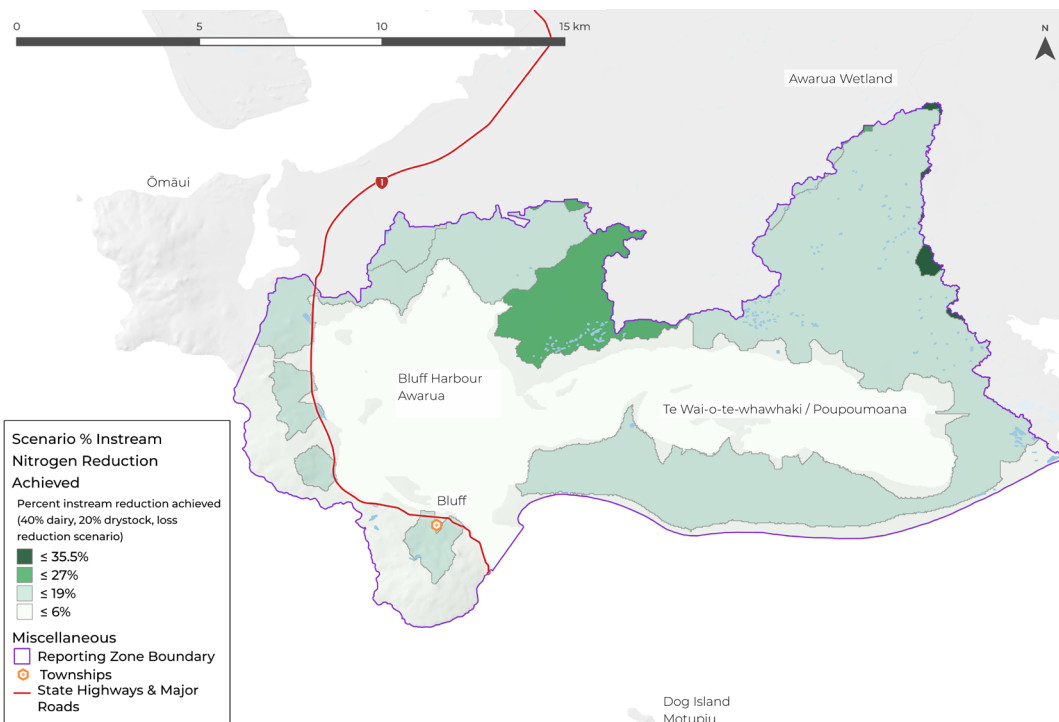 0
5
10
15 km
N
Awarua Wetland
Ōmāui
1
Bluff Harbour
Awarua
Te Wai-o-te-whawhaki / Poupoumoana
Bluff
Scenario % Instream
Nitrogen Reduction
Achieved
Percent instream reduction achieved
(40% dairy, 20% drystock, loss
reduction scenario)
≤ 35.5%
≤ 27%
≤ 19%
≤ 6%
Miscellaneous
Reporting Zone Boundary
Townships
State Highways & Major
Roads
Dog Island
Motupiu